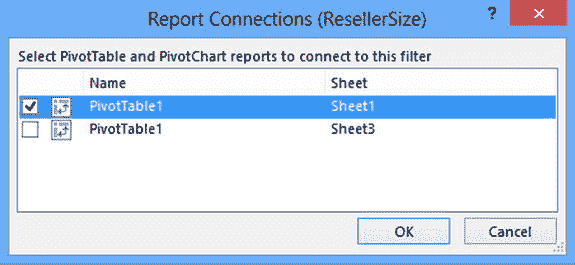 Report Connections (ResellerSize)
?
Select PivotTable and PivotChart reports to connect to this filter
Name Sheet
PivotTable1 Sheet1
PivotTable1 Sheet3
OK Cancel